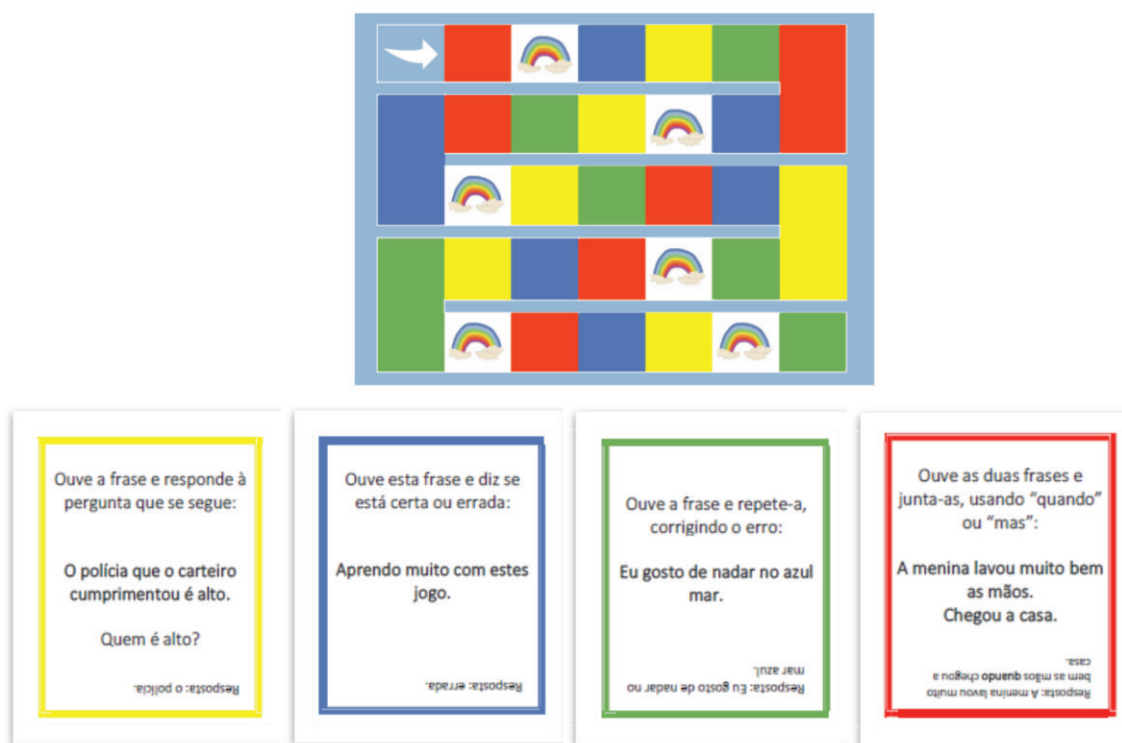 Ouve a frase e responde à
pergunta que se segue:
O polícia que o carteiro
cumprimentou é alto.
Quem é alto?
Resposta: o polícia.
Ouve esta frase e diz se
está certa ou errada:
Aprendo muito com estes
jogo.
Resposta: errada.
Ouve a frase e repete-a,
corrigindo o erro:
Eu gosto de nadar no azul
mar.
Resposta: Eu gosto de nadar no
mar azul.
Ouve as duas frases e
junta-as, usando “quando”
ou “mas”:
A menina lavou muito bem
as mãos.
Chegou a casa.
Resposta: A menina lavou muito
bem as mãos quando chegou a
casa.